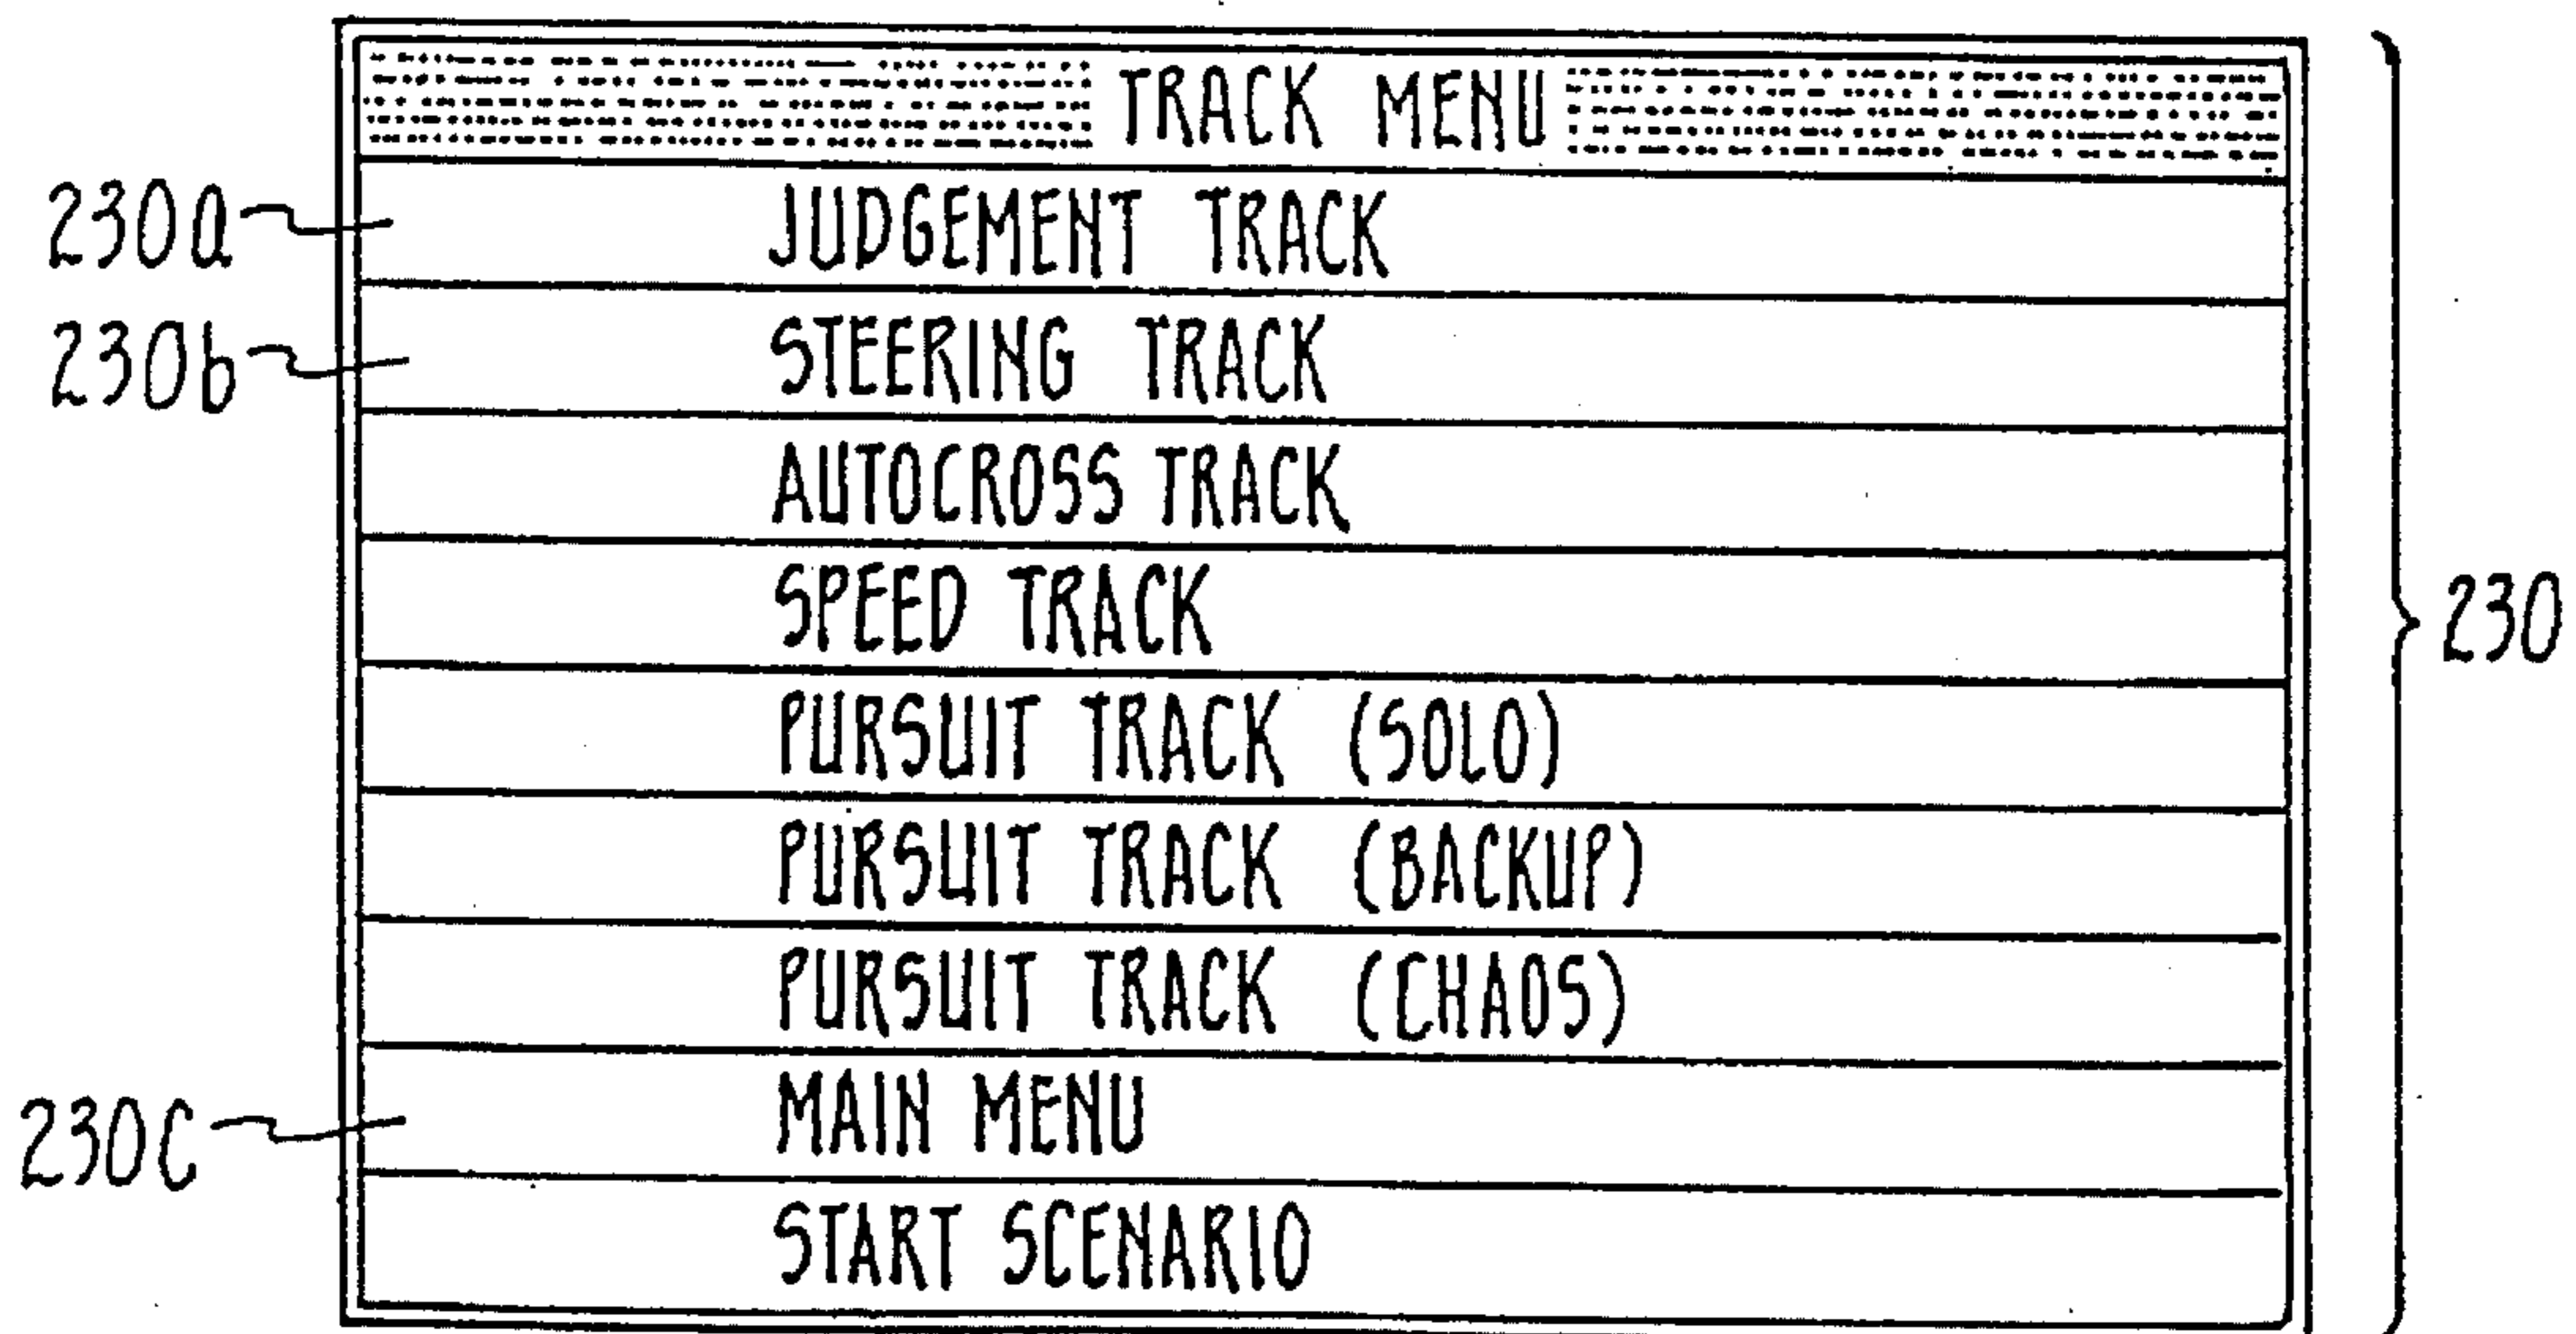 TRACK MENU
230a JUDGEMENT TRACK
230b STEERING TRACK
AUTOCROSS TRACK
SPEED TRACK
230
PURSUIT TRACK (SOLO)
PURSUIT TRACK (BACKUP)
PURSUIT TRACK (CHAOS)
230c MAIN MENU
START SCENARIO